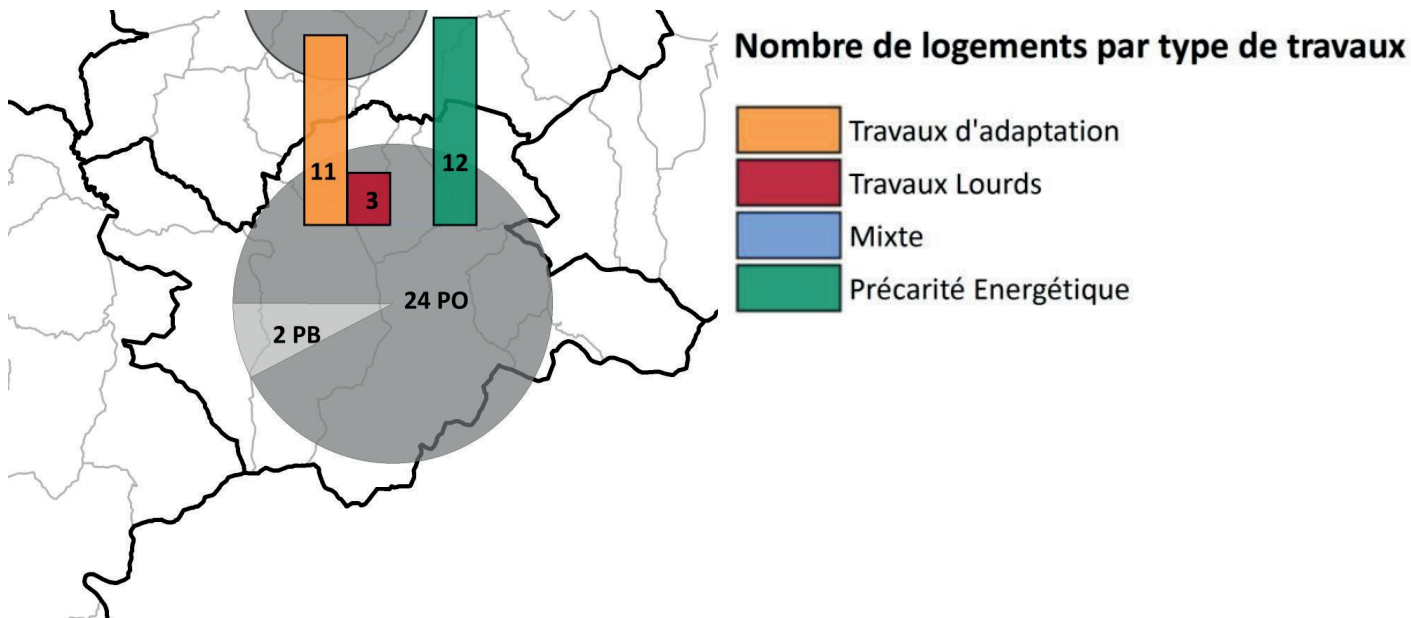 Nombre de logements par type de travaux
Travaux d'adaptation
Travaux Lourds
Mixte
Précarité Energétique
11
3
12
24 PO
2 PB